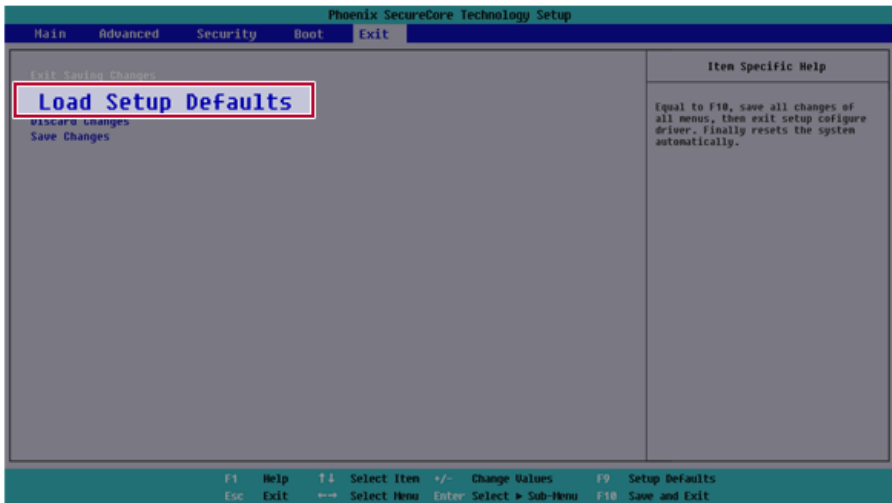 Phoenix SecureCore Technology Setup
Main Advanced Security Boot Exit
Exit Saving Changes
Load Setup Defaults
Discard Changes
Save Changes
Item Specific Help
Equal to F10, save all changes of
all menus, then exit setup cofigure
driver. Finally resets the system
automatically.
F1 Help ↑↓ Select Item +/- Change Values F9 Setup Defaults
Esc Exit ←→ Select Menu Enter Select ▶ Sub-Menu F10 Save and Exit